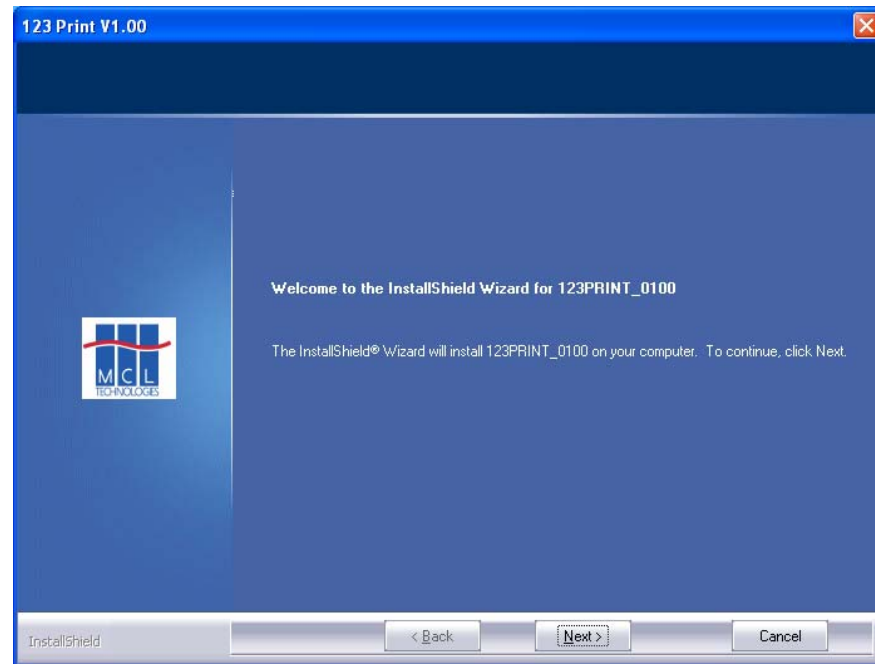 123 Print V1.00
Welcome to the InstallShield Wizard for 123PRINT_0100
The InstallShield® Wizard will install 123PRINT_0100 on your computer. To continue, click Next.
MCL
TECHNOLOGIES
InstallShield
< Back
Next >
Cancel